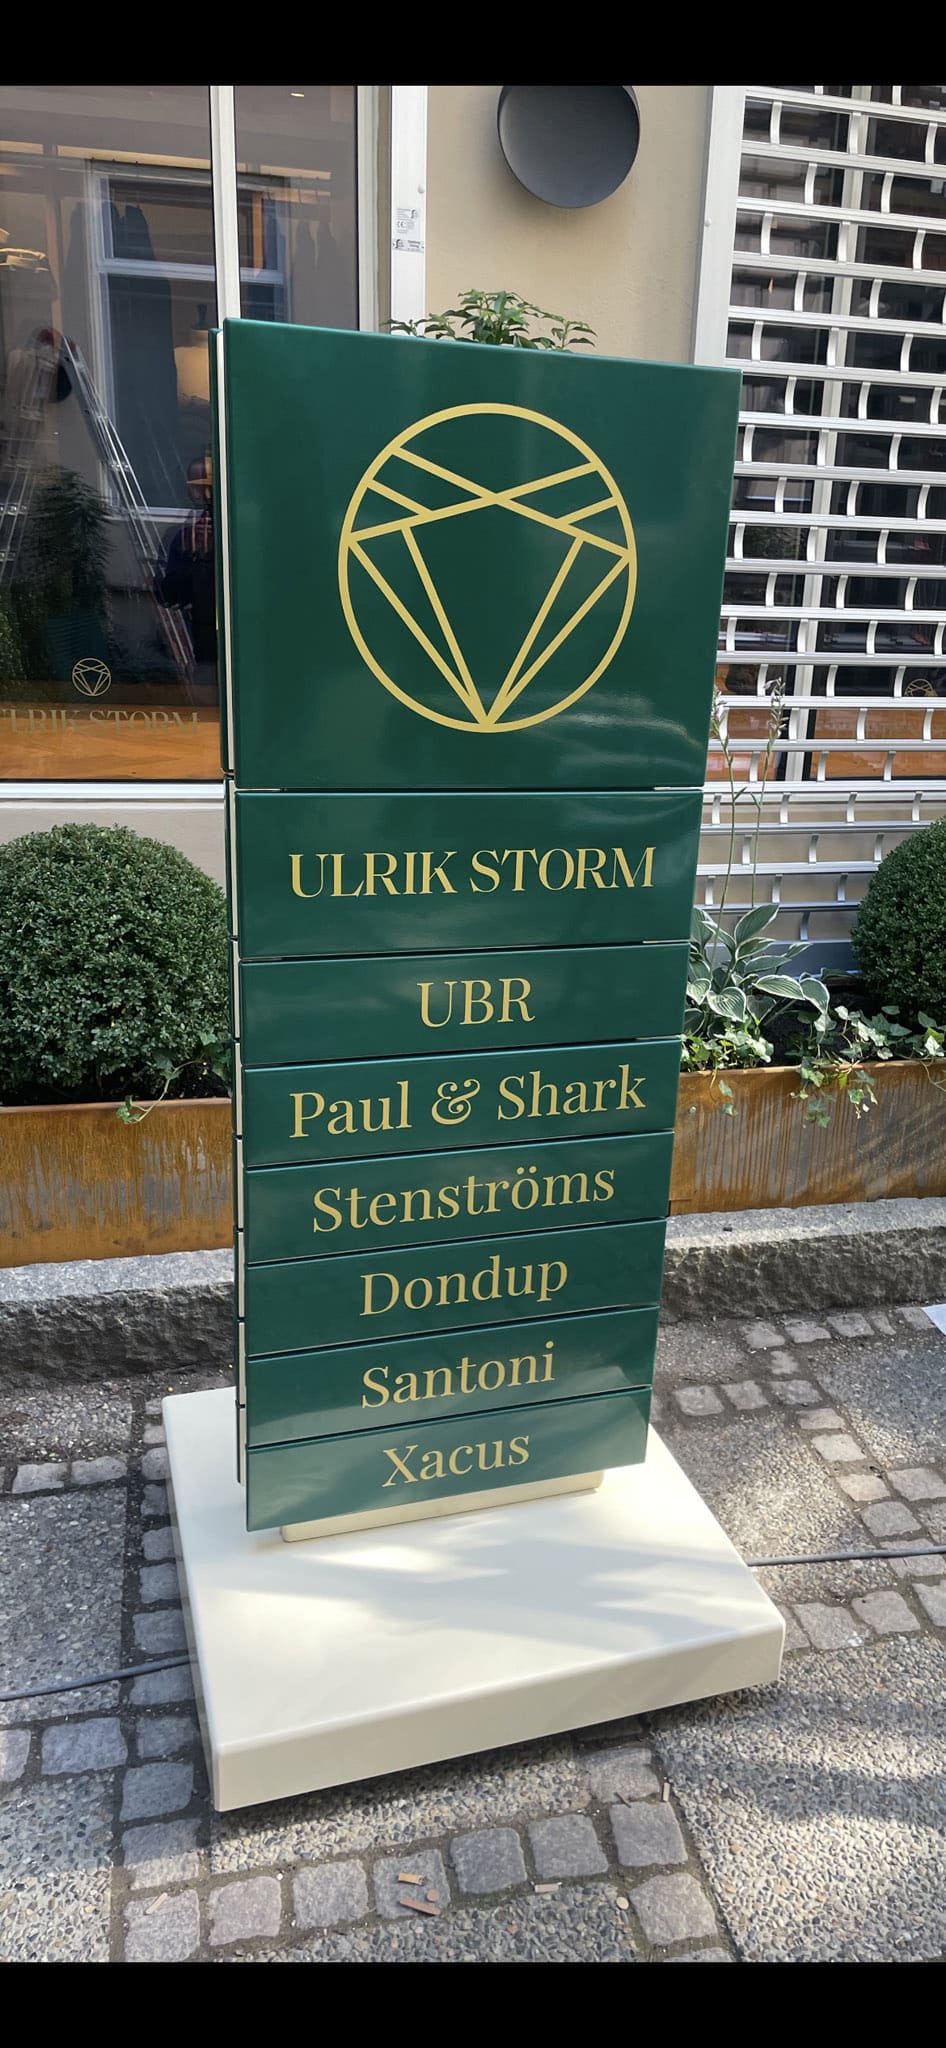 ULRIK STORM
UBR
Paul & Shark
Stenströms
Dondup
Santoni
Xacus
ULRIK STORM